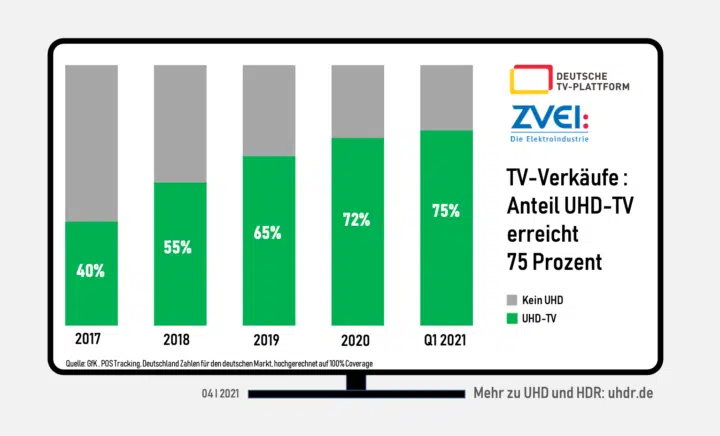 DEUTSCHE
TV-PLATTFORM
ZVEI:
Die Elektroindustrie
TV-Verkäufe :
Anteil UHD-TV
erreicht
75 Prozent
Kein UHD
UHD-TV
40%
55%
65%
72%
75%
2017
2018
2019
2020
Q1 2021
Quelle: GfK , POS Tracking, Deutschland Zahlen für den deutschen Markt, hochgerechnet auf 100% Coverage
04 I 2021
Mehr zu UHD und HDR: uhdr.de